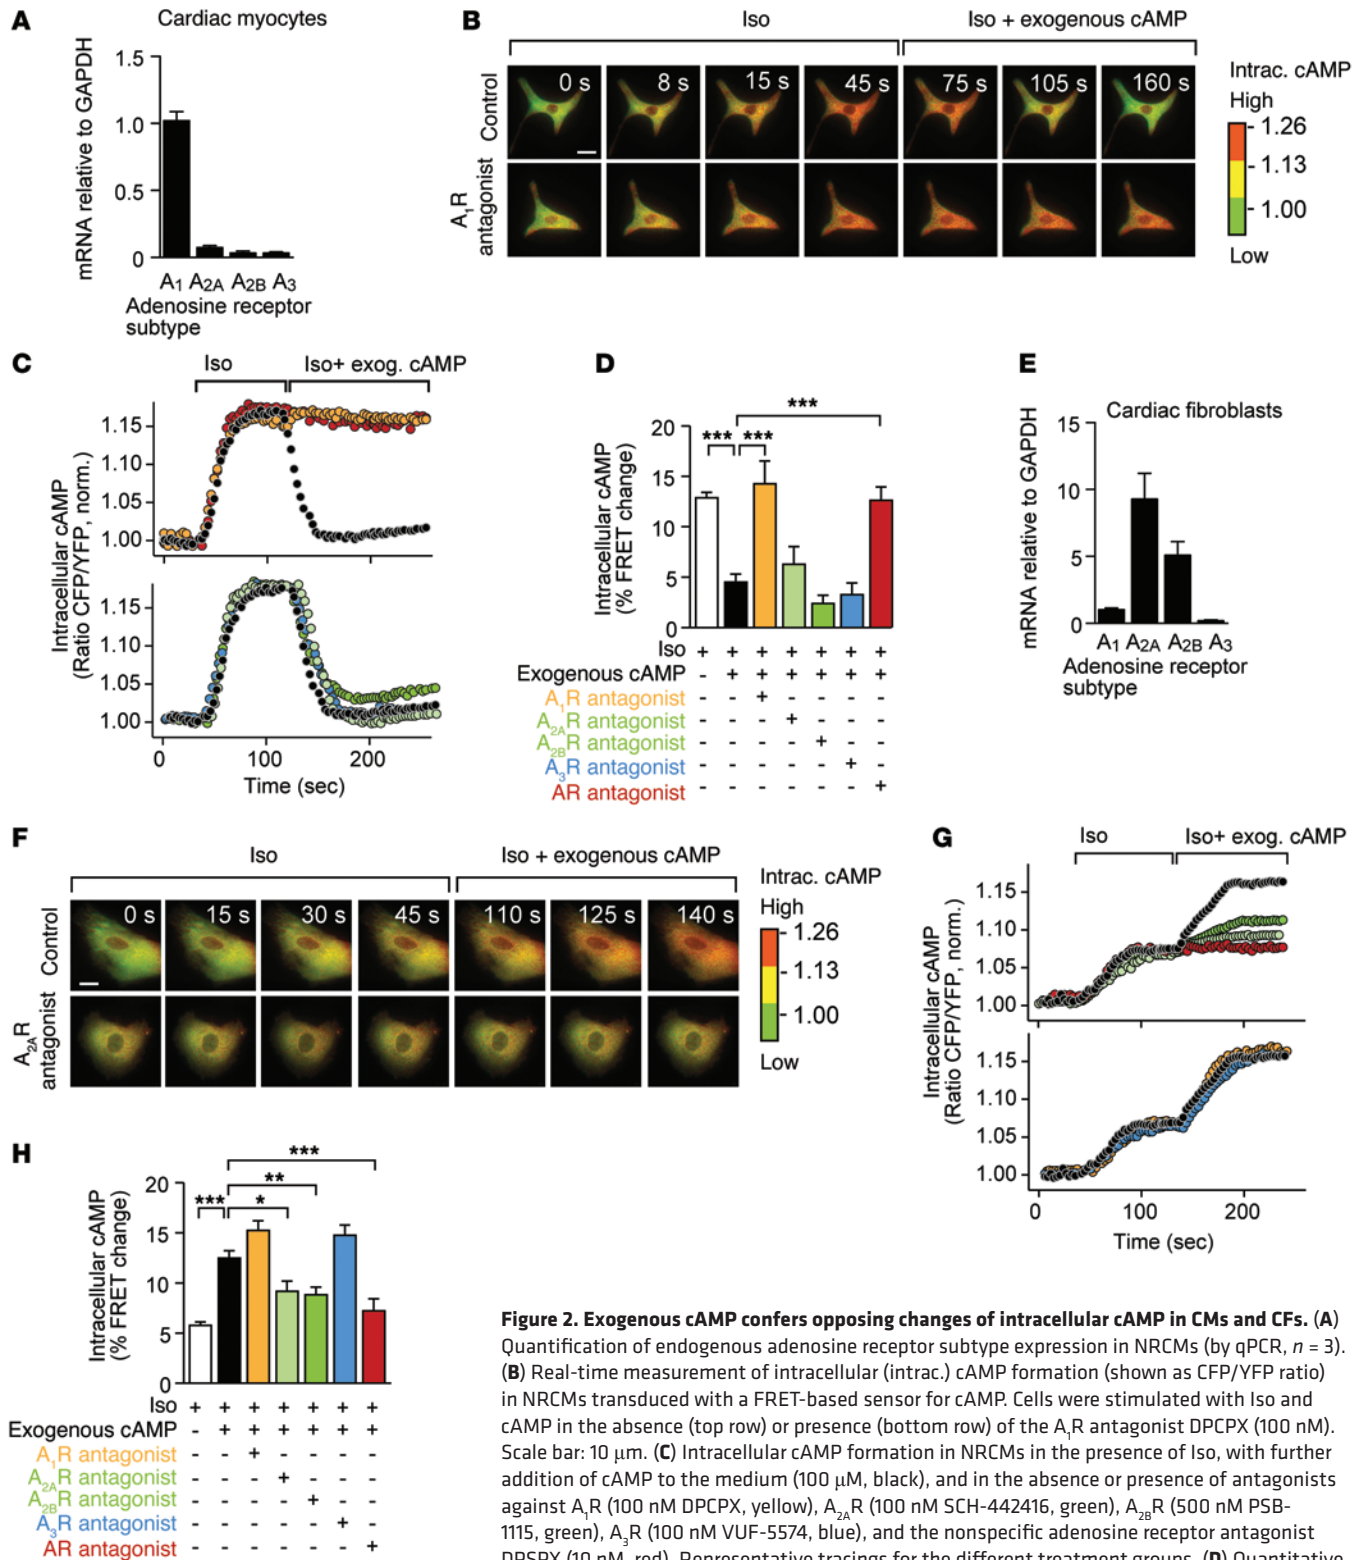 A
Cardiac myocytes
mRNA relative to GAPDH
1.5
1.0
0.5
0
A1 A2A A2B A3
Adenosine receptor
subtype
B
Iso
Iso + exogenous cAMP
Control
0 s
8 s
15 s
45 s
75 s
105 s
160 s
A1R
antagonist
Intrac. cAMP
High
1.26
1.13
1.00
Low
C
Iso
Iso+ exog. cAMP
Intracellular cAMP
(Ratio CFP/YFP, norm.)
1.15
1.10
1.05
1.00
1.15
1.10
1.05
1.00
0
100
200
Time (sec)
D
Intracellular cAMP
(% FRET change)
20
15
10
5
0
***
***
***
Iso + + + + + + +
Exogenous cAMP - + + + + + +
A1R antagonist - - + - - - -
A2AR antagonist - - - + - - -
A2BR antagonist - - - - + - -
A3R antagonist - - - - - + -
AR antagonist - - - - - - +
E
Cardiac fibroblasts
mRNA relative to GAPDH
15
10
5
0
A1 A2A A2B A3
Adenosine receptor
subtype
F
Iso
Iso + exogenous cAMP
Control
0 s
15 s
30 s
45 s
110 s
125 s
140 s
A2AR
antagonist
Intrac. cAMP
High
1.26
1.13
1.00
Low
G
Iso
Iso+ exog. cAMP
Intracellular cAMP
(Ratio CFP/YFP, norm.)
1.15
1.10
1.05
1.00
1.15
1.10
1.05
1.00
0
100
200
Time (sec)
H
Intracellular cAMP
(% FRET change)
20
15
10
5
0
***
*
**
***
Iso + + + + + + +
Exogenous cAMP - + + + + + +
A1R antagonist - - + - - - -
A2AR antagonist - - - + - - -
A2BR antagonist - - - - + - -
A3R antagonist - - - - - + -
AR antagonist - - - - - - +
Figure 2. Exogenous cAMP confers opposing changes of intracellular cAMP in CMs and CFs. (A)
Quantification of endogenous adenosine receptor subtype expression in NRCMs (by qPCR, n = 3).
(B) Real-time measurement of intracellular (intrac.) cAMP formation (shown as CFP/YFP ratio)
in NRCMs transduced with a FRET-based sensor for cAMP. Cells were stimulated with Iso and
cAMP in the absence (top row) or presence (bottom row) of the A1R antagonist DPCPX (100 nM).
Scale bar: 10 μm. (C) Intracellular cAMP formation in NRCMs in the presence of Iso, with further
addition of cAMP to the medium (100 μM, black), and in the absence or presence of antagonists
against A1R (100 nM DPCPX, yellow), A2AR (100 nM SCH-442416, green), A2BR (500 nM PSB-
1115, green), A3R (100 nM VUF-5574, blue), and the nonspecific adenosine receptor antagonist
DPSPX (10 nM, red). Representative tracings for the different treatment groups. (D) Quantitative